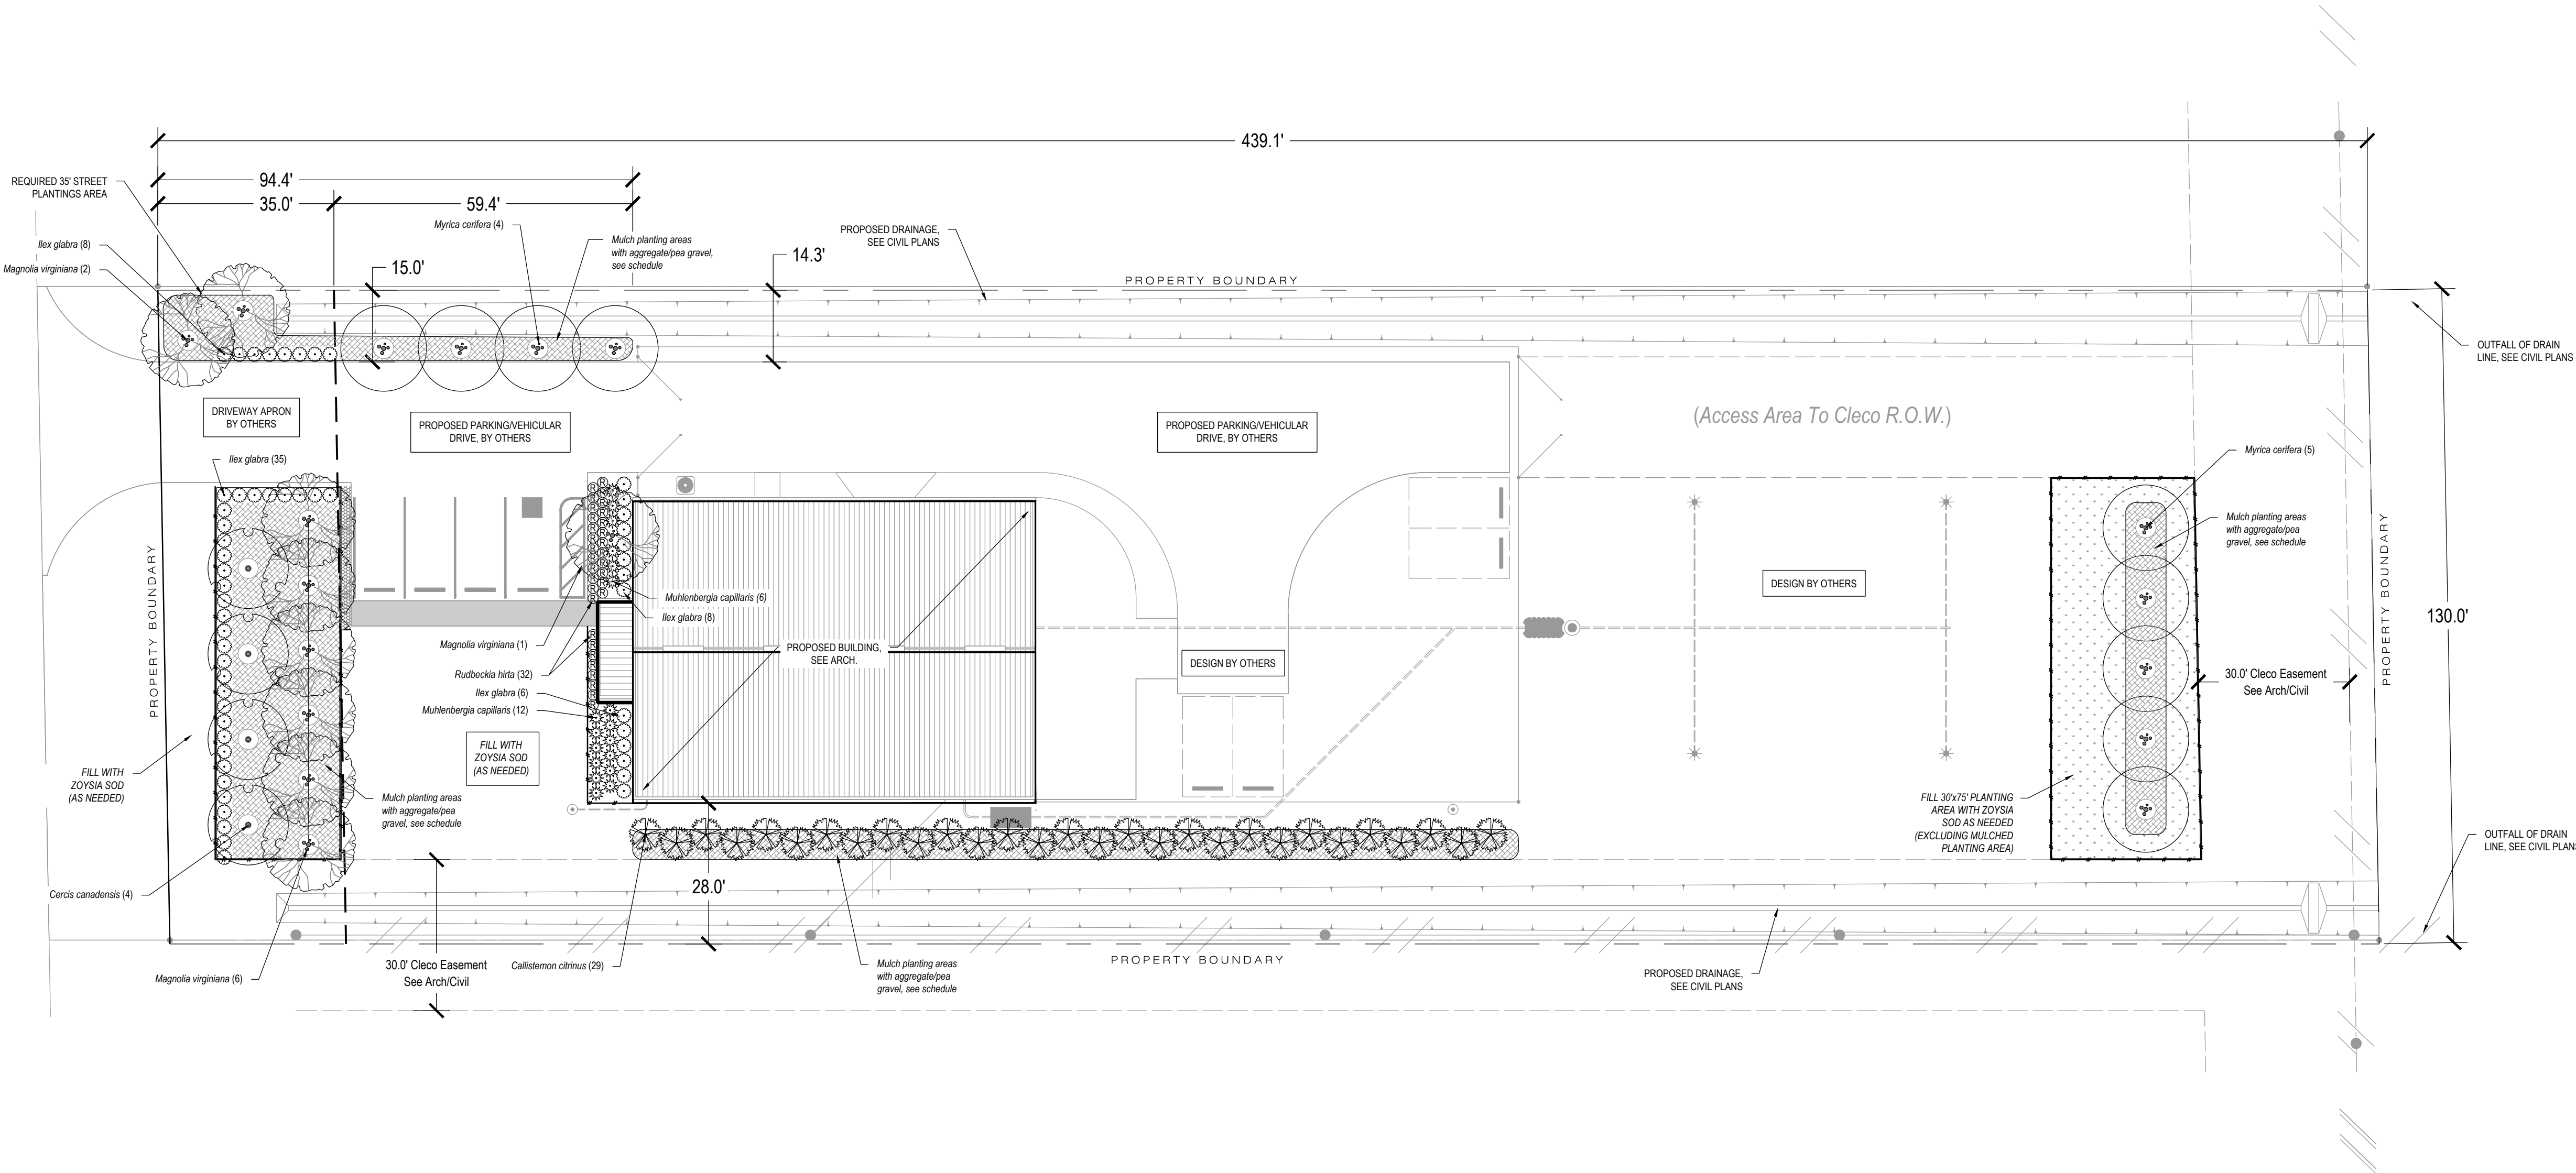 439.1'
94.4'
REQUIRED 35' STREET
PLANTINGS AREA
35.0'
59.4'
Myrica cerifera (4)
Ilex glabra (8)
Magnolia virginiana (2)
Mulch planting areas
with aggregate/pea gravel,
see schedule
15.0'
14.3'
PROPOSED DRAINAGE,
SEE CIVIL PLANS
PROPERTY BOUNDARY
OUTFALL OF DRAIN
LINE, SEE CIVIL PLANS
DRIVEWAY APRON
BY OTHERS
PROPOSED PARKING/VEHICULAR
DRIVE, BY OTHERS
PROPOSED PARKING/VEHICULAR
DRIVE, BY OTHERS
(Access Area To Cleco R.O.W.)
Ilex glabra (35)
Myrica cerifera (5)
Mulch planting areas
with aggregate/pea
gravel, see schedule
PROPERTY BOUNDARY
PROPERTY BOUNDARY
DESIGN BY OTHERS
Muhlenbergia capillaris (6)
Ilex glabra (8)
130.0'
Magnolia virginiana (1)
PROPOSED BUILDING,
SEE ARCH.
DESIGN BY OTHERS
Rudbeckia hirta (32)
Ilex glabra (6)
Muhlenbergia capillaris (12)
30.0' Cleco Easement
See Arch/Civil
FILL WITH
ZOYSIA SOD
(AS NEEDED)
FILL WITH
ZOYSIA SOD
(AS NEEDED)
Mulch planting areas
with aggregate/pea
gravel, see schedule
FILL 30'x75' PLANTING
AREA WITH ZOYSIA
SOD AS NEEDED
(EXCLUDING MULCHED
PLANTING AREA)
OUTFALL OF DRAIN
LINE, SEE CIVIL PLANS
Cercis canadensis (4)
28.0'
PROPERTY BOUNDARY
30.0' Cleco Easement
See Arch/Civil
Callistemon citrinus (29)
Mulch planting areas
with aggregate/pea
gravel, see schedule
Magnolia virginiana (6)
PROPOSED DRAINAGE,
SEE CIVIL PLANS